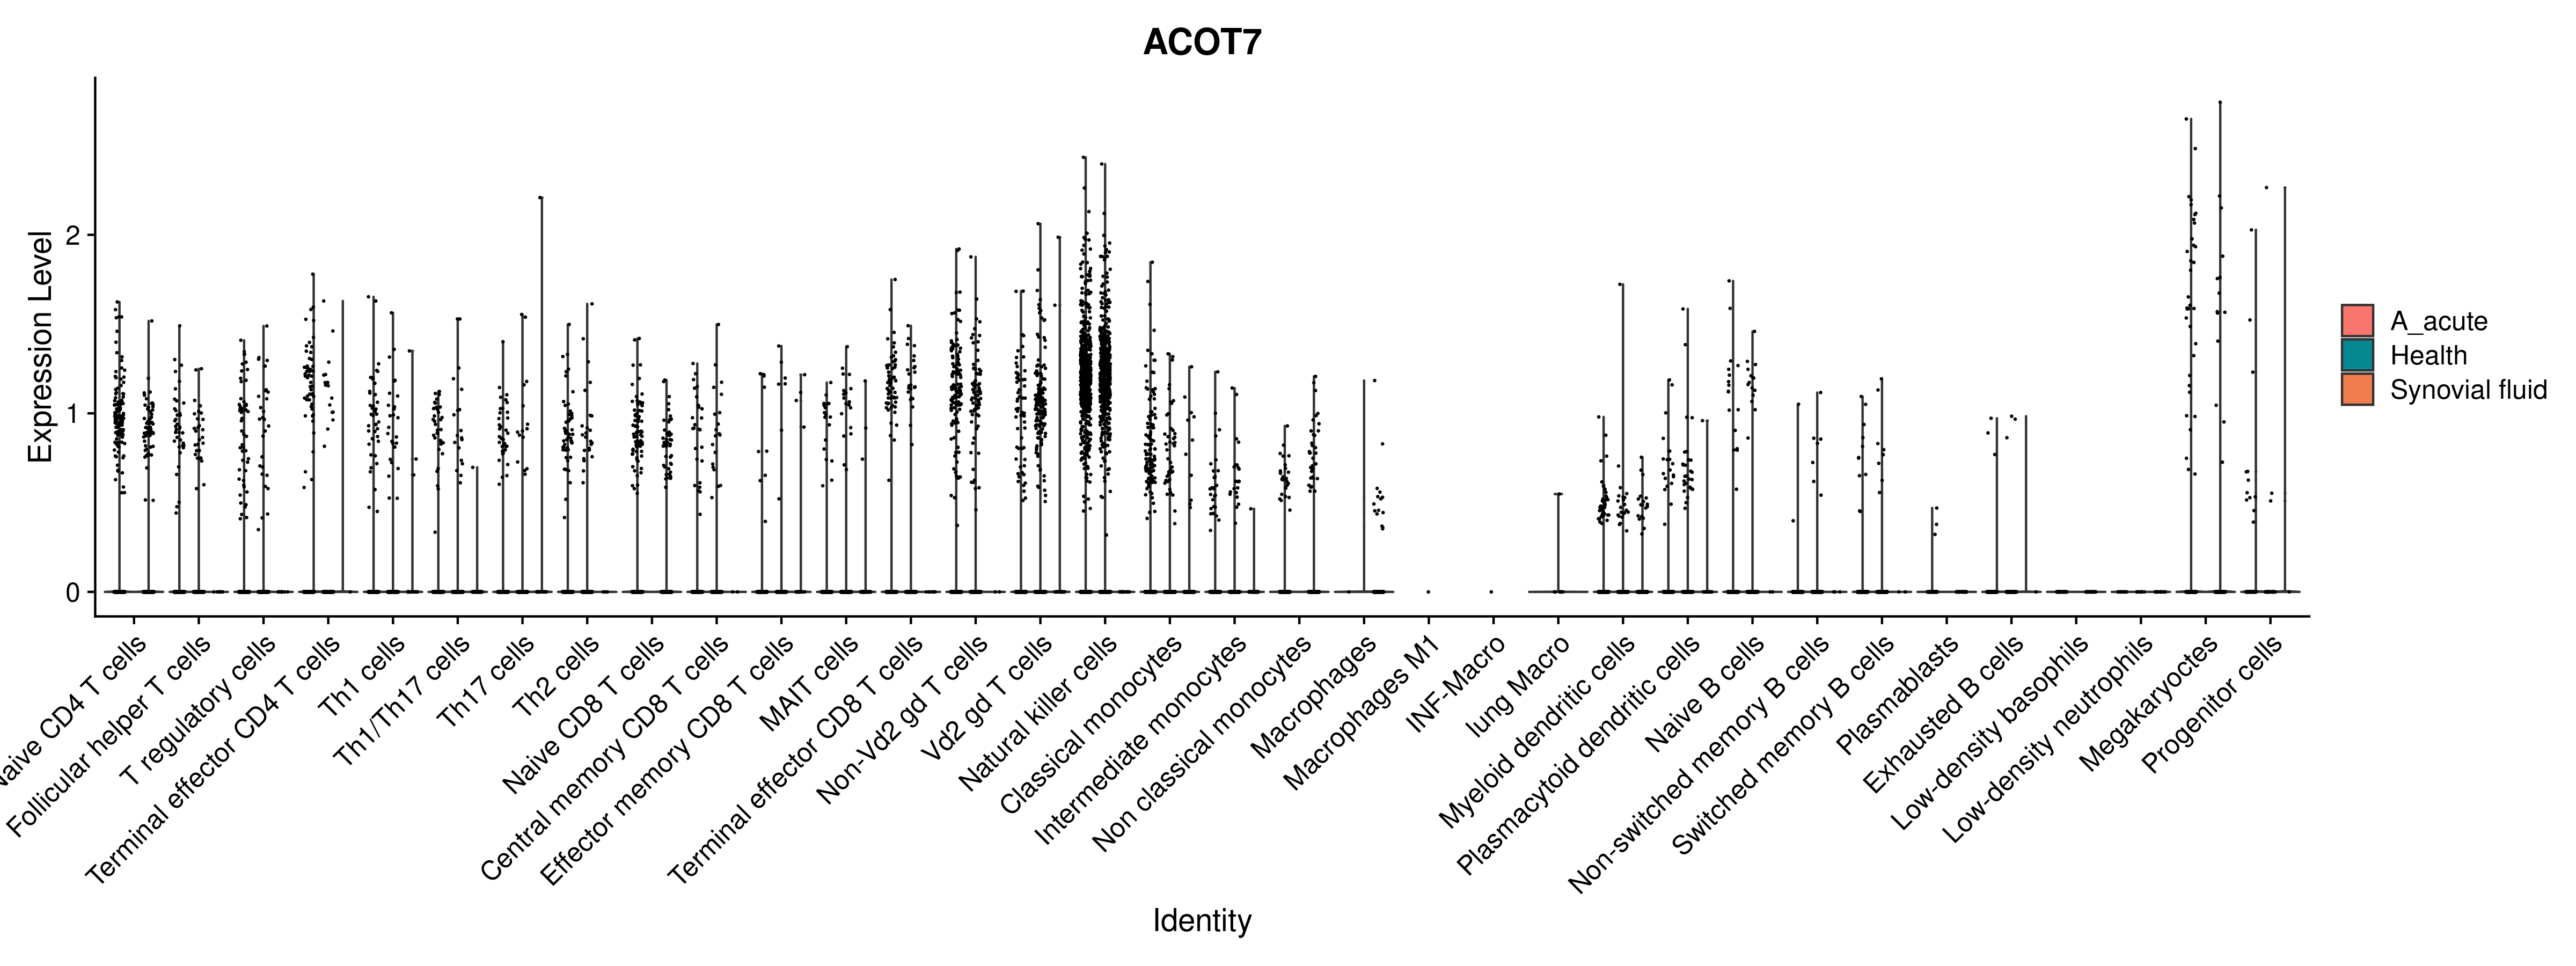 ACOT7
Expression Level
2
1
0
Naive CD4 T cells
Follicular helper T cells
T regulatory cells
Terminal effector CD4 T cells
Th1 cells
Th1/Th17 cells
Th17 cells
Th2 cells
Naive CD8 T cells
Central memory CD8 T cells
Effector memory CD8 T cells
MAIT cells
Terminal effector CD8 T cells
Non-Vd2 gd T cells
Vd2 gd T cells
Natural killer cells
Classical monocytes
Intermediate monocytes
Non classical monocytes
Macrophages
Macrophages M1
INF-Macro
lung Macro
Myeloid dendritic cells
Plasmacytoid dendritic cells
Naive B cells
Non-switched memory B cells
Switched memory B cells
Plasmablasts
Exhausted B cells
Low-density basophils
Low-density neutrophils
Megakaryoctes
Progenitor cells
Identity
A_acute
Health
Synovial fluid